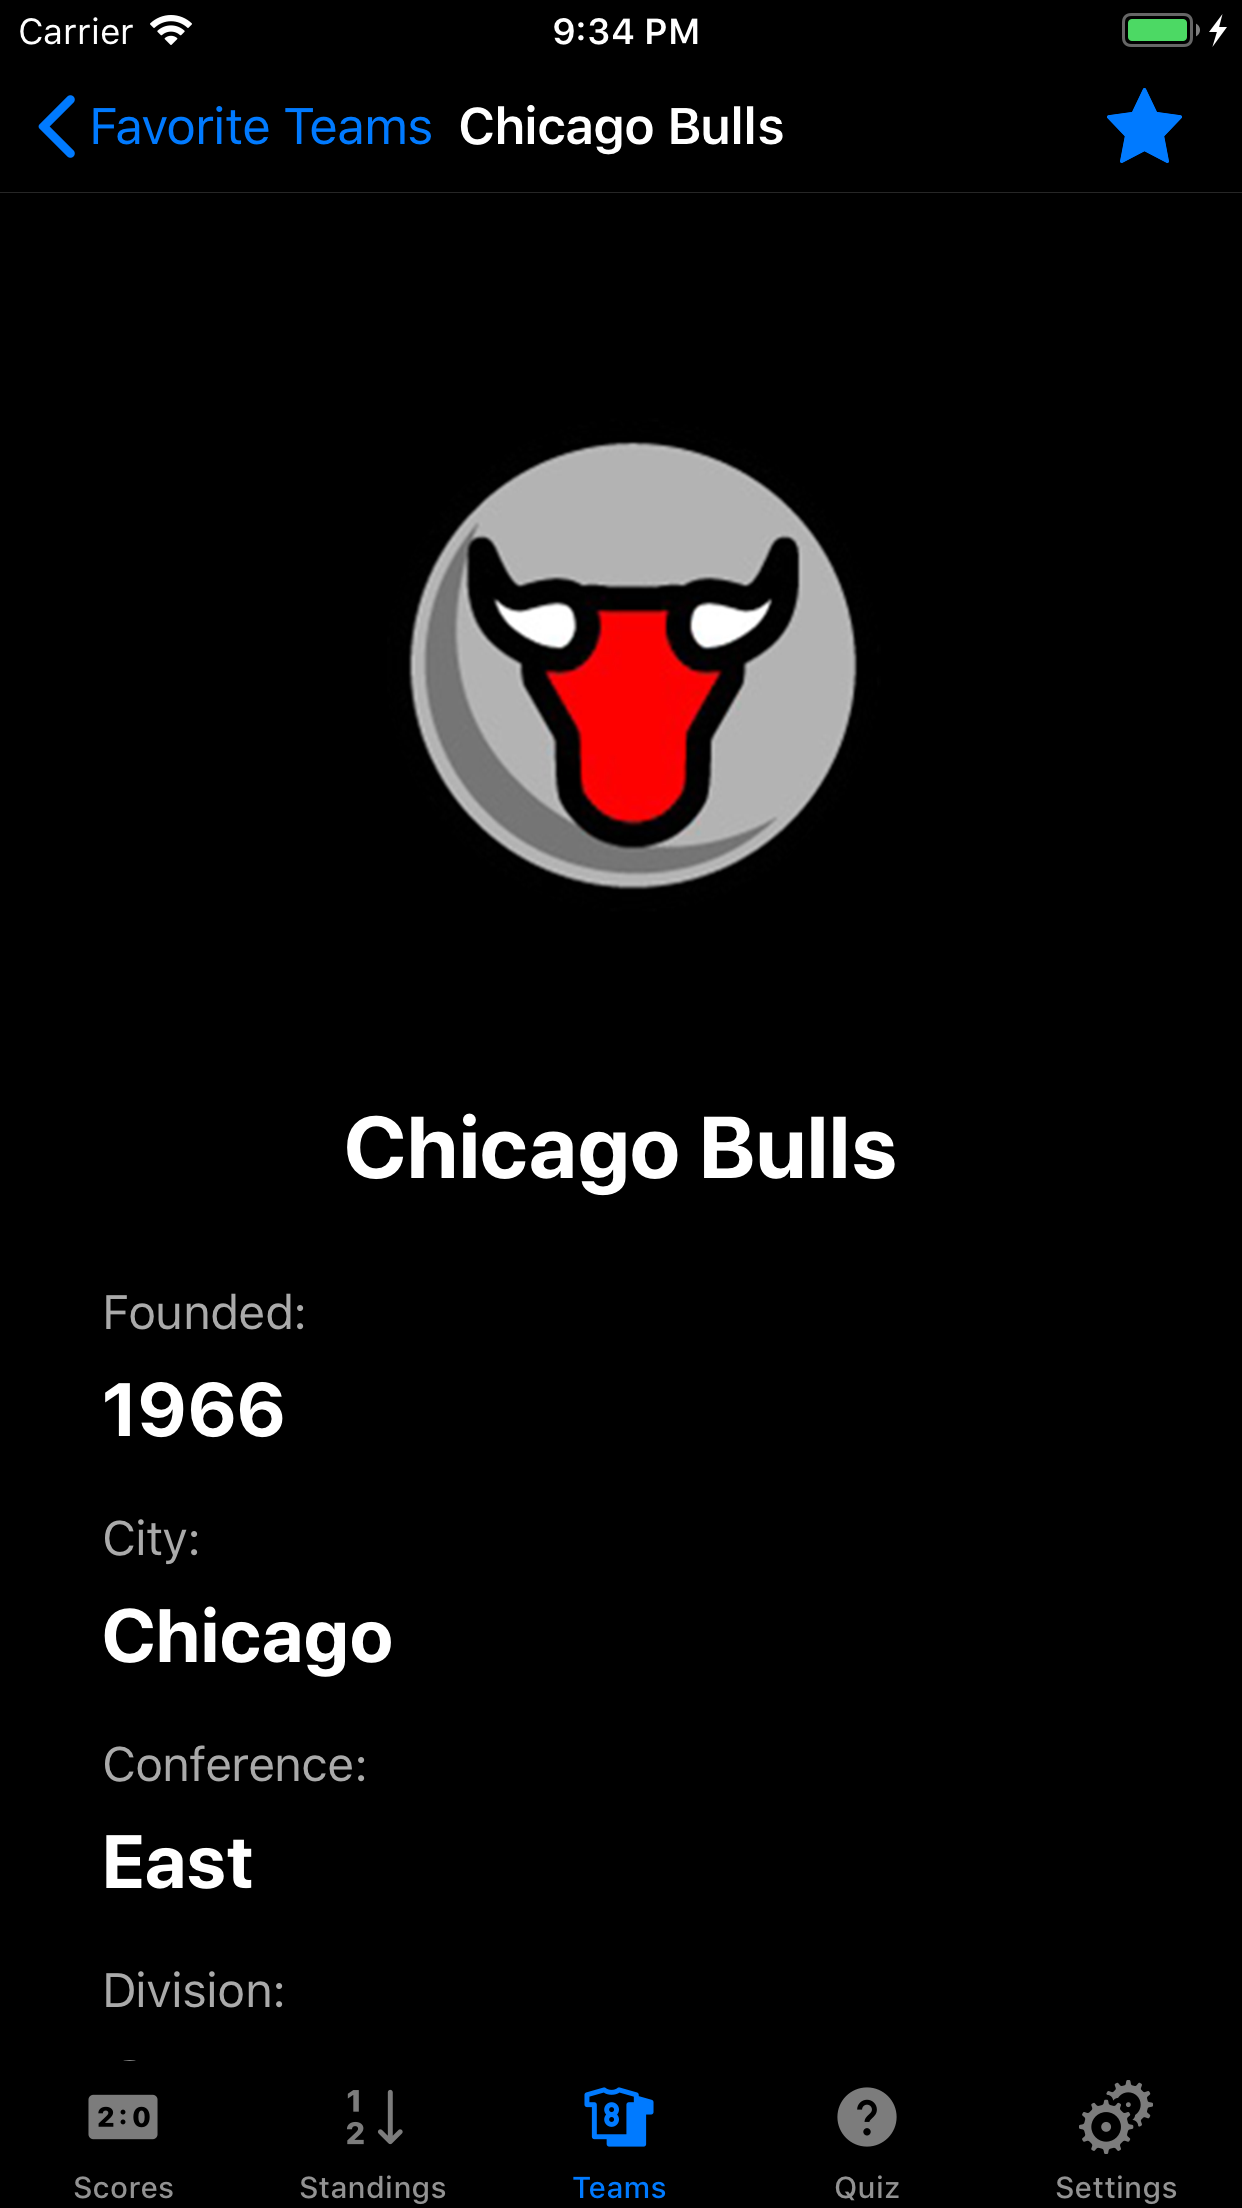 Carrier 9:34 PM
Favorite Teams Chicago Bulls
Chicago Bulls
Founded:
1966
City:
Chicago
Conference:
East
Division:
2:0 1 2 8 ?
Scores Standings Teams Quiz Settings